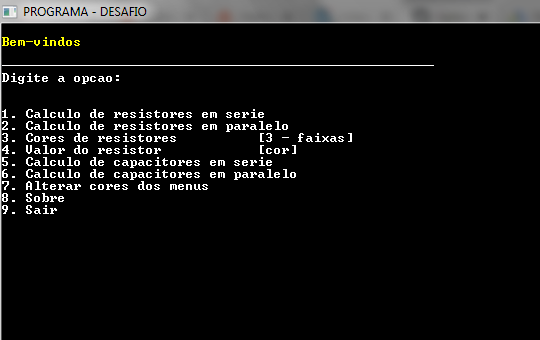 PROGRAMA - DESAFIO
Bem-vindos
Digite a opcao:
1. Calculo de resistores em serie
2. Calculo de resistores em paralelo
3. Cores de resistores [3 - faixas]
4. Valor do resistor [cor]
5. Calculo de capacitores em serie
6. Calculo de capacitores em paralelo
7. Alterar cores dos menus
8. Sobre
9. Sair